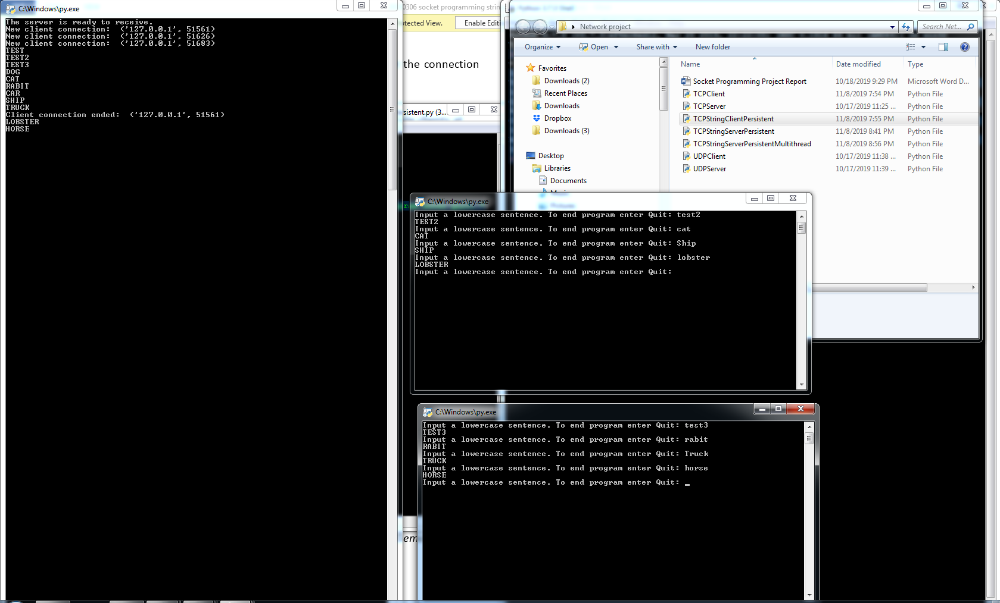 C:\Windows\py.exe
The server is ready to receive.
New client connection:  ('127.0.0.1', 51561)
New client connection:  ('127.0.0.1', 51626)
New client connection:  ('127.0.0.1', 51683)
TEST
TEST2
TEST3
DOG
CAT
RABIT
CAR
SHIP
TRUCK
Client connection ended:  ('127.0.0.1', 51561)
LOBSTER
HORSE
0306 socket programming strin
tected View.
Enable Editi
the connection
sistent.py (3...
em
Network project
Search Net...
Organize
Open
Share with
New folder
Favorites
Downloads (2)
Recent Places
Downloads
Dropbox
Downloads (3)
Desktop
Libraries
Documents
Name Date modified Type
Socket Programming Project Report 10/18/2019 9:29 PM Microsoft Word D...
TCPClient 11/8/2019 7:54 PM Python File
TCPServer 10/17/2019 11:25 ... Python File
TCPStringClientPersistent 11/8/2019 7:55 PM Python File
TCPStringServerPersistent 11/8/2019 8:41 PM Python File
TCPStringServerPersistentMultithread 11/8/2019 8:56 PM Python File
UDPClient 10/17/2019 11:38 ... Python File
UDPServer 10/17/2019 11:39 ... Python File
C:\Windows\py.exe
Input a lowercase sentence. To end program enter Quit: test2
TEST2
Input a lowercase sentence. To end program enter Quit: cat
CAT
Input a lowercase sentence. To end program enter Quit: Ship
SHIP
Input a lowercase sentence. To end program enter Quit: lobster
LOBSTER
Input a lowercase sentence. To end program enter Quit:
C:\Windows\py.exe
Input a lowercase sentence. To end program enter Quit: test3
TEST3
Input a lowercase sentence. To end program enter Quit: rabit
RABIT
Input a lowercase sentence. To end program enter Quit: Truck
TRUCK
Input a lowercase sentence. To end program enter Quit: horse
HORSE
Input a lowercase sentence. To end program enter Quit: _